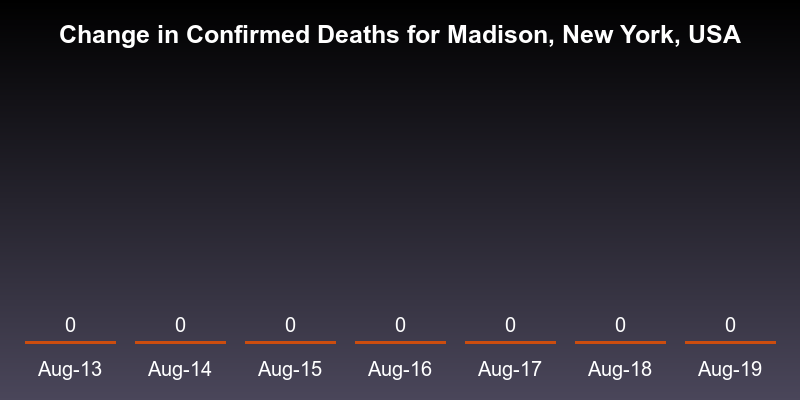 Change in Confirmed Deaths for Madison, New York, USA
0 0 0 0 0 0 0
Aug-13 Aug-14 Aug-15 Aug-16 Aug-17 Aug-18 Aug-19